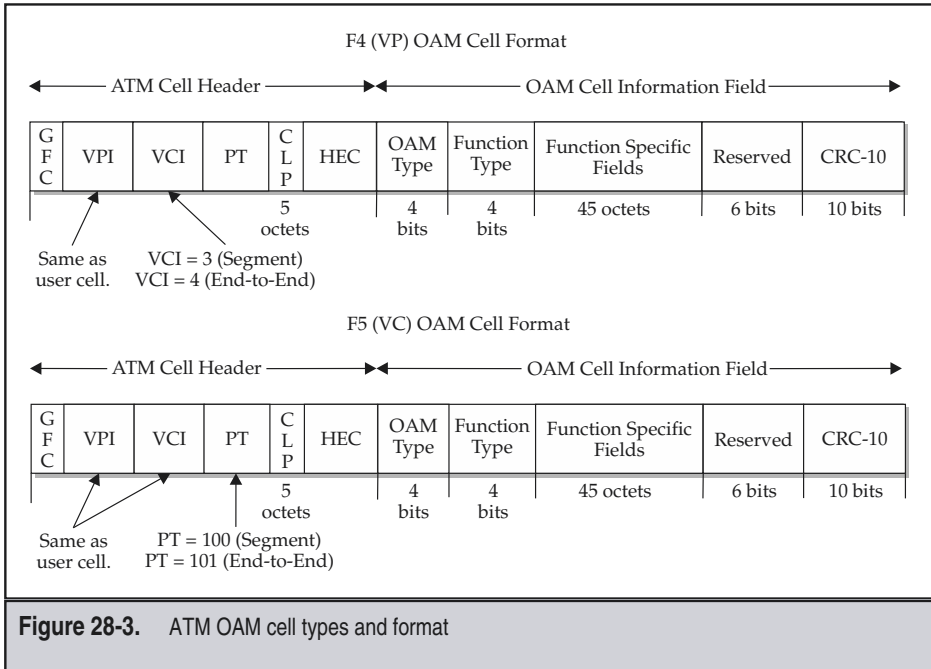 F4 (VP) OAM Cell Format
ATM Cell Header
OAM Cell Information Field
GFC
VPI
VCI
PT
CLP
HEC
OAM Type
Function Type
Function Specific Fields
Reserved
CRC-10
5 octets
4 bits
4 bits
45 octets
6 bits
10 bits
Same as user cell.
VCI = 3 (Segment)
VCI = 4 (End-to-End)
F5 (VC) OAM Cell Format
ATM Cell Header
OAM Cell Information Field
GFC
VPI
VCI
PT
CLP
HEC
OAM Type
Function Type
Function Specific Fields
Reserved
CRC-10
5 octets
4 bits
4 bits
45 octets
6 bits
10 bits
Same as user cell.
PT = 100 (Segment)
PT = 101 (End-to-End)
Figure 28-3. ATM OAM cell types and format